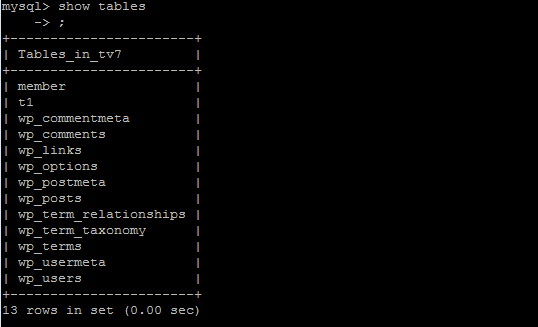 mysql> show tables
    -> ;
+-----------------------+
| Tables_in_tv7         |
+-----------------------+
| member                |
| t1                    |
| wp_commentmeta        |
| wp_comments           |
| wp_links              |
| wp_options            |
| wp_postmeta           |
| wp_posts              |
| wp_term_relationships |
| wp_term_taxonomy      |
| wp_terms              |
| wp_usermeta           |
| wp_users              |
+-----------------------+
13 rows in set (0.00 sec)